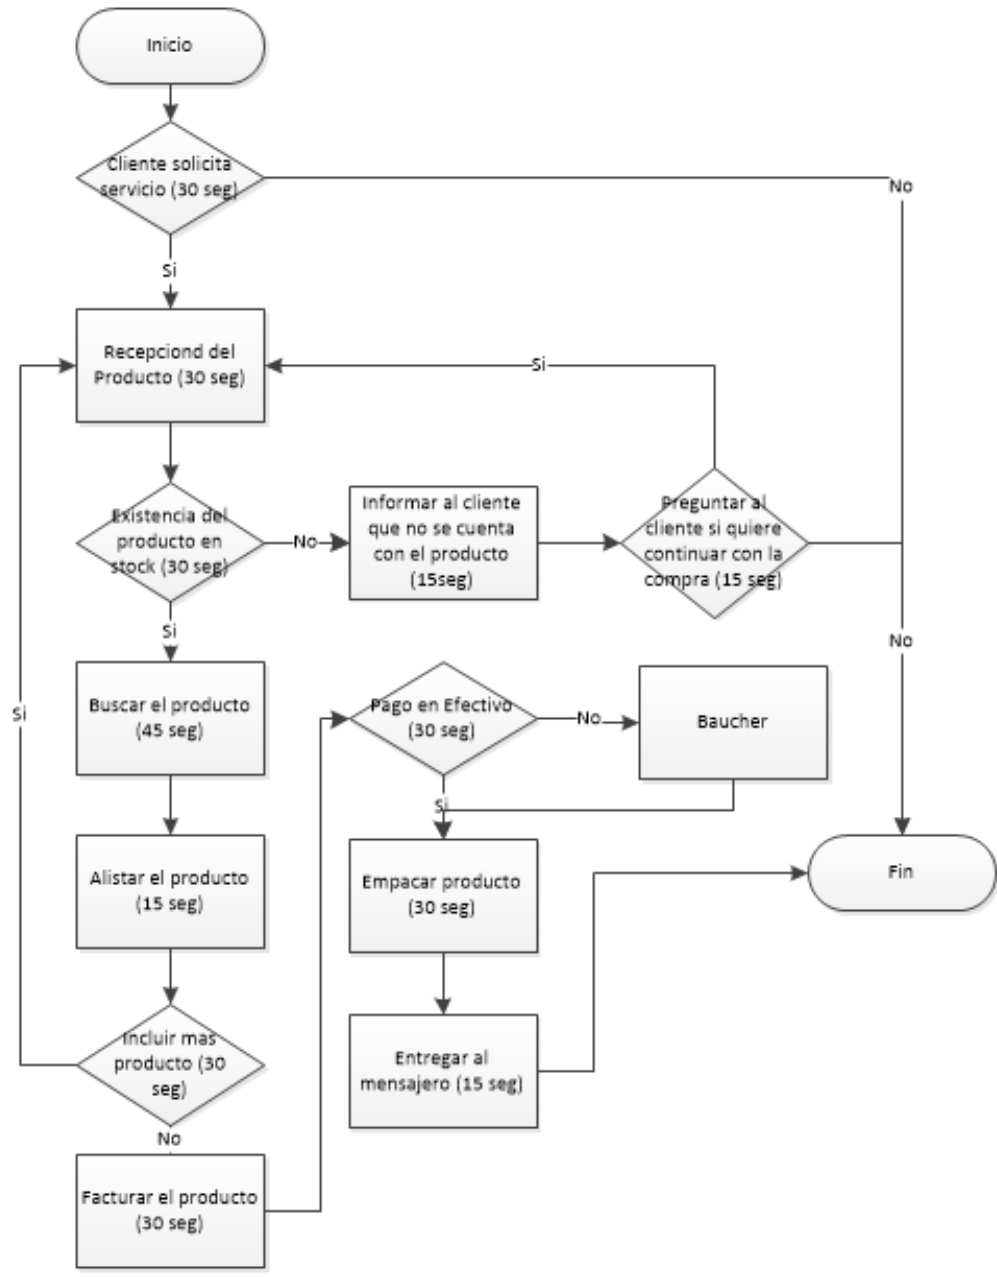 Inicio
Cliente solicita
servicio (30 seg)
No
Si
Recepciond del
Producto (30 seg)
Si
Existencia del
producto en
stock (30 seg)
No
Informar al cliente
que no se cuenta
con el producto
(15seg)
Preguntar al
cliente si quiere
continuar con la
compra (15 seg)
No
Si
Si
Buscar el producto
(45 seg)
Pago en Efectivo
(30 seg)
No
Baucher
Si
Alistar el producto
(15 seg)
Empacar producto
(30 seg)
Fin
Incluir mas
producto (30
seg)
Entregar al
mensajero (15 seg)
No
Facturar el producto
(30 seg)